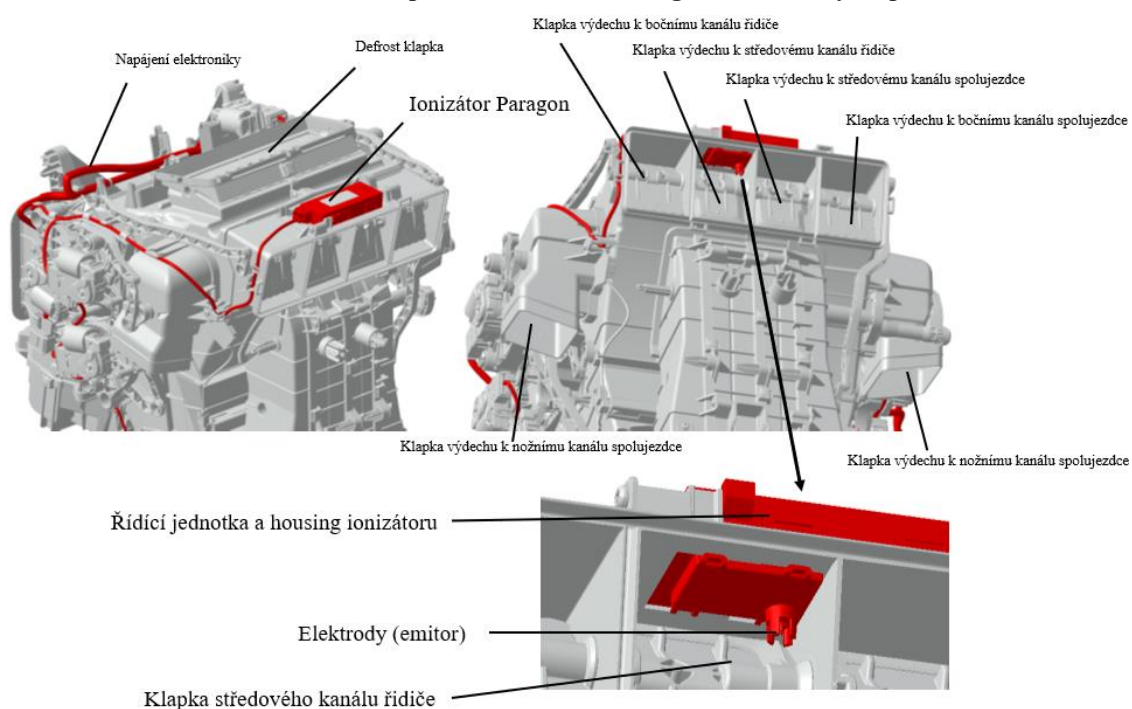 Klapka výdechu k bočnímu kanálu řidiče
Defrost klapka
Klapka výdechu k středovému kanálu řidiče
Napájení elektroniky
Klapka výdechu k středovému kanálu spolujezdce
Ionizátor Paragon
Klapka výdechu k bočnímu kanálu spolujezdce
Klapka výdechu k nožnímu kanálu spolujezdce
Klapka výdechu k nožnímu kanálu spolujezdce
Řídící jednotka a housing ionizátoru
Elektrody (emitor)
Klapka středového kanálu řidiče